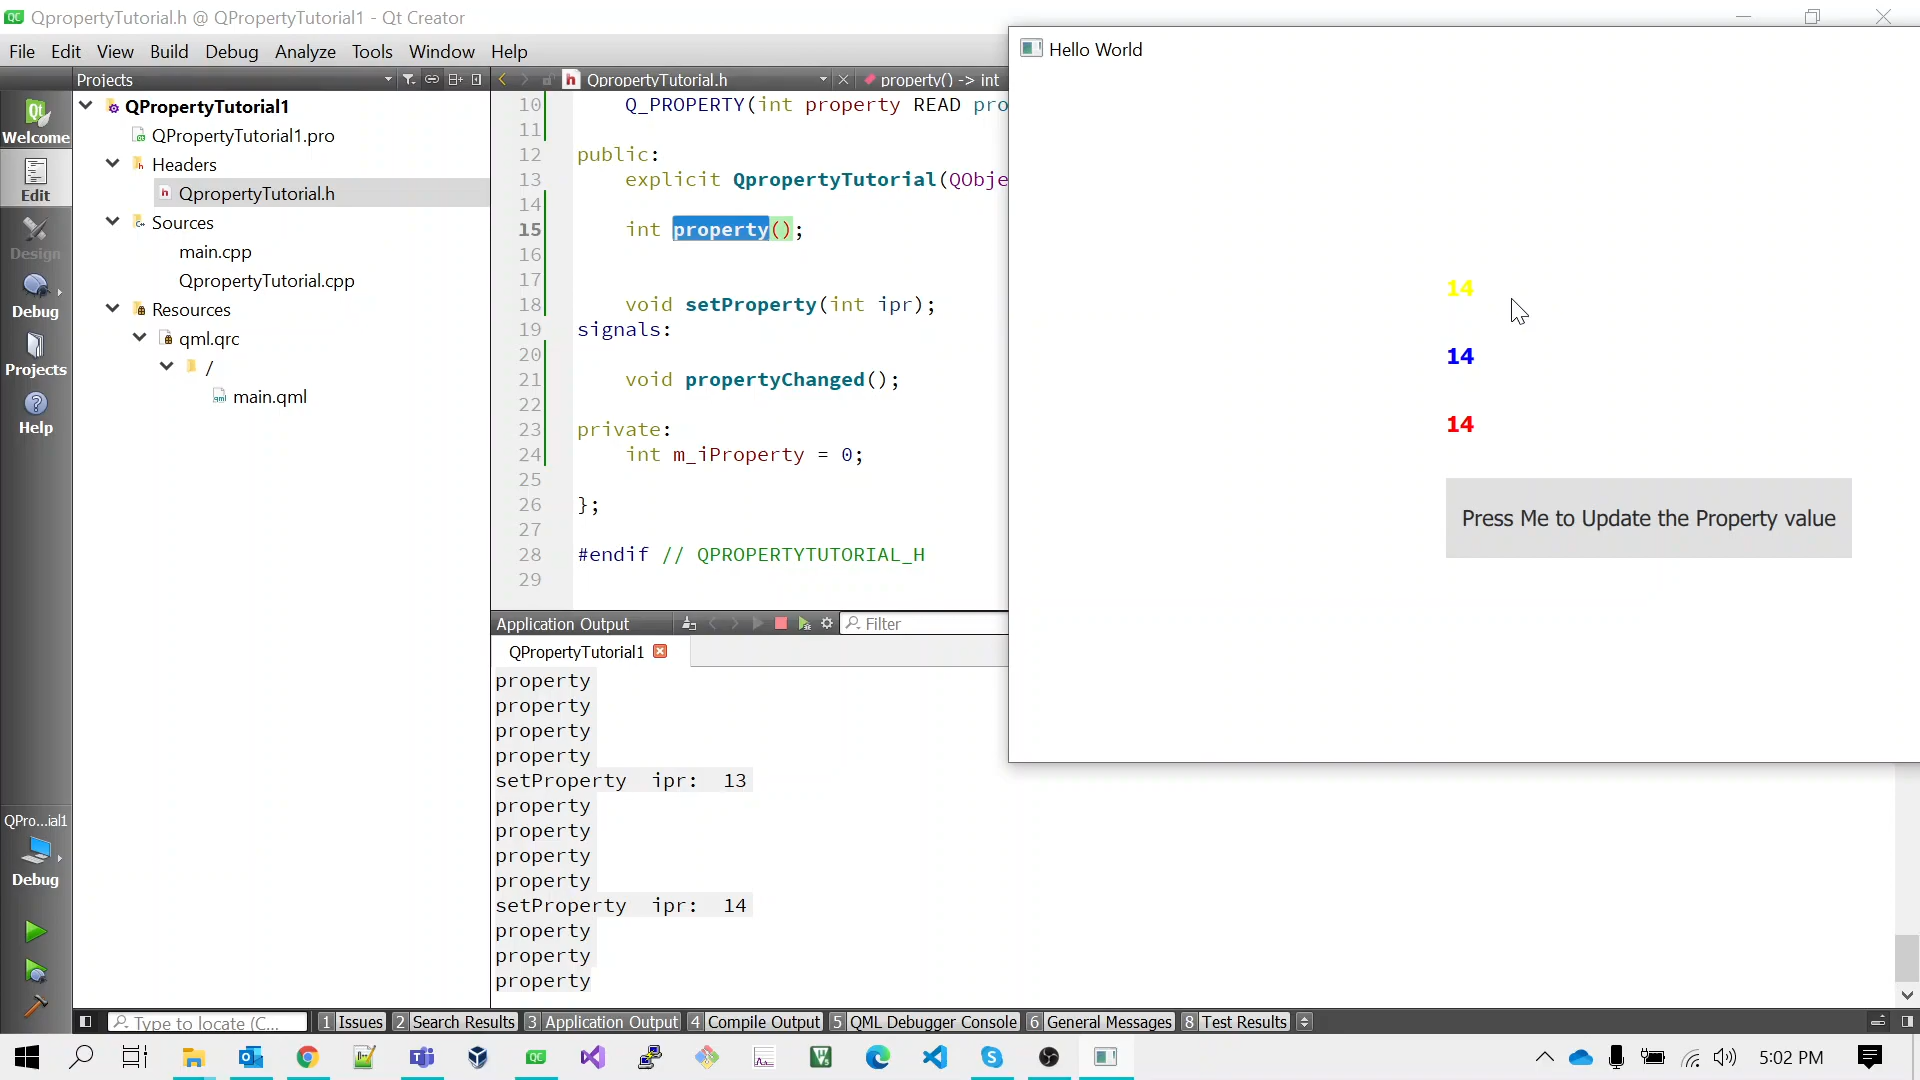 QpropertyTutorial.h @ QPropertyTutorial1 - Qt Creator
File Edit View Build Debug Analyze Tools Window Help
Projects
QpropertyTutorial.h
property() -> int
Welcome
Edit
Design
Debug
Projects
Help
QPro...ial1
Debug
QPropertyTutorial1
QPropertyTutorial1.pro
Headers
QpropertyTutorial.h
Sources
main.cpp
QpropertyTutorial.cpp
Resources
qml.qrc
/
main.qml
10 Q_PROPERTY(int property READ pro
11
12 public:
13 explicit QpropertyTutorial(QObje
14
15 int property();
16
17
18 void setProperty(int ipr);
19 signals:
20
21 void propertyChanged();
22
23 private:
24 int m_iProperty = 0;
25
26 };
27
28 #endif // QPROPERTYTUTORIAL_H
29
Application Output
Filter
QPropertyTutorial1
property
property
property
property
setProperty ipr: 13
property
property
property
property
setProperty ipr: 14
property
property
property
Hello World
14
14
14
Press Me to Update the Property value
Type to locate (C...
1 Issues 2 Search Results 3 Application Output 4 Compile Output 5 QML Debugger Console 6 General Messages 8 Test Results
5:02 PM